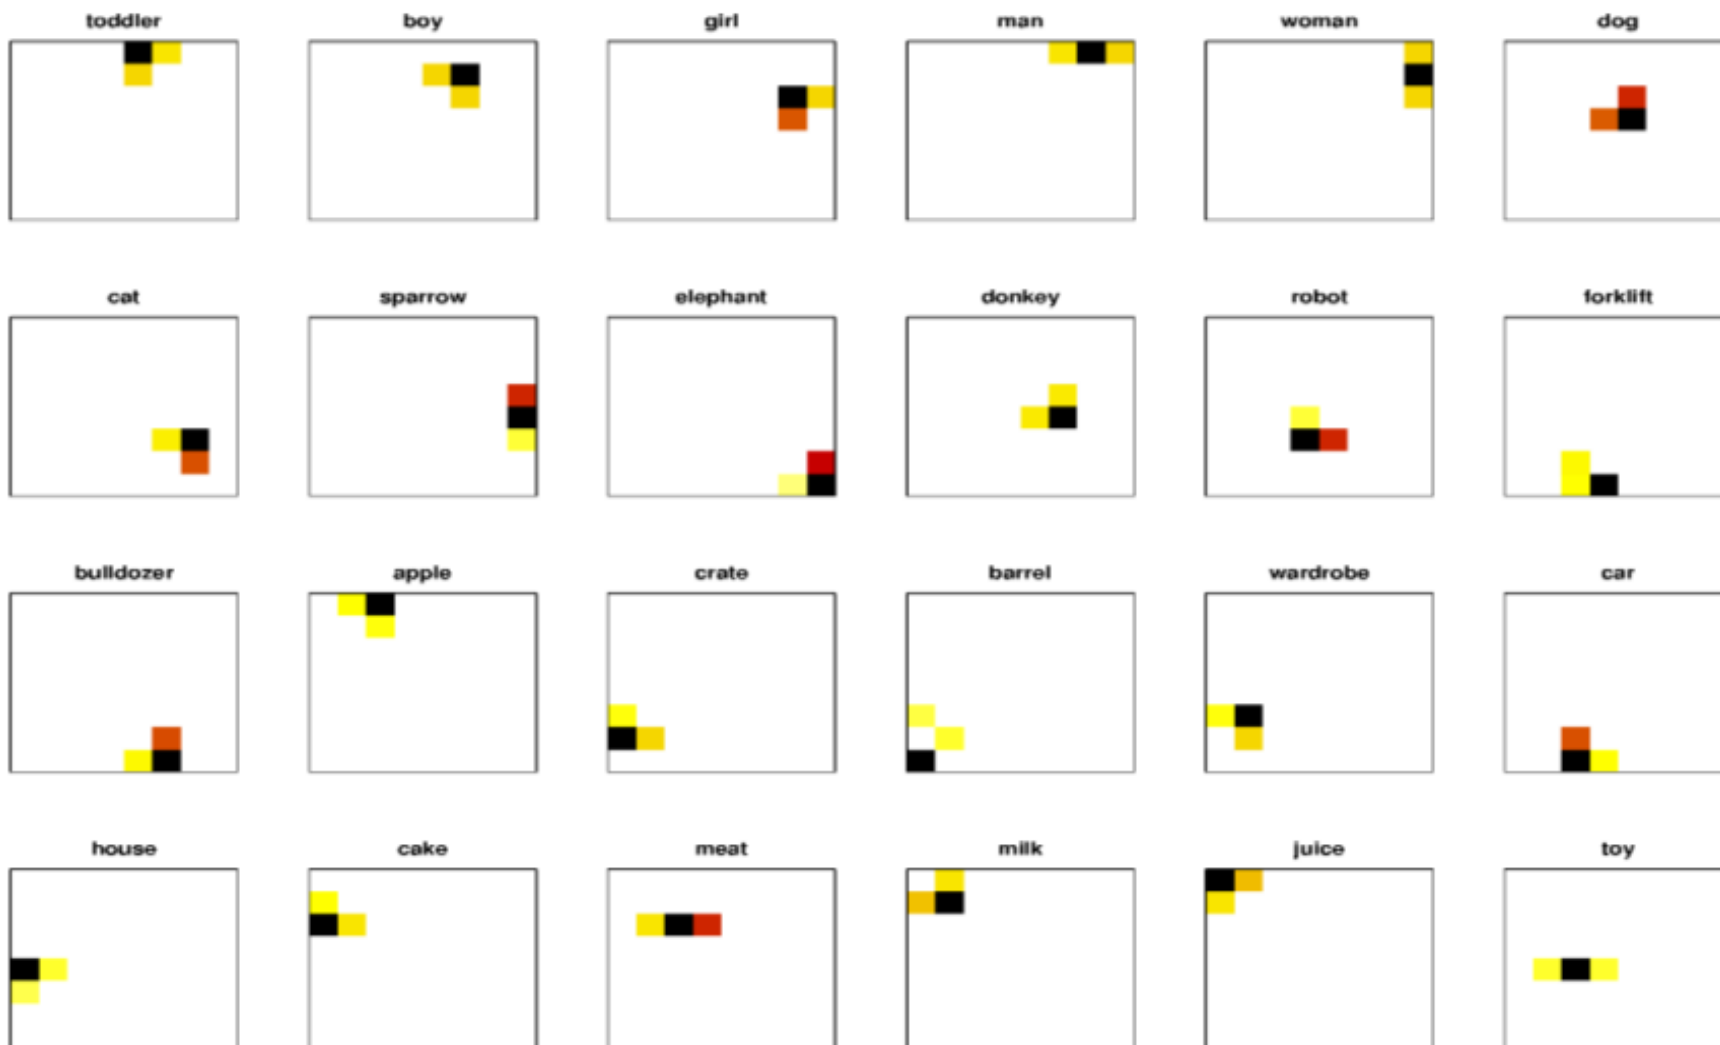 toddler boy girl man woman dog
cat sparrow elephant donkey robot forklift
bulldozer apple crate barrel wardrobe car
house cake meat milk juice toy